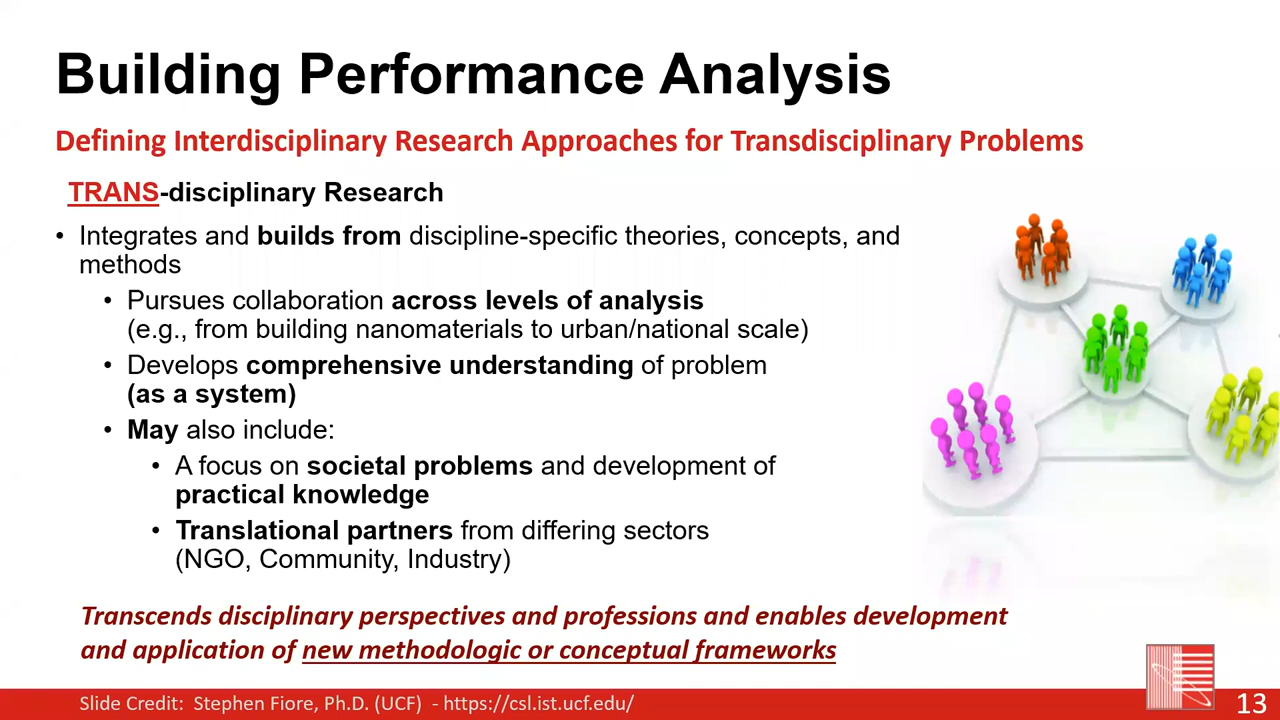 Building Performance Analysis
Defining Interdisciplinary Research Approaches for Transdisciplinary Problems
TRANS-disciplinary Research
• Integrates and builds from discipline-specific theories, concepts, and
methods
• Pursues collaboration across levels of analysis
(e.g., from building nanomaterials to urban/national scale)
• Develops comprehensive understanding of problem
(as a system)
• May also include:
• A focus on societal problems and development of
practical knowledge
• Translational partners from differing sectors
(NGO, Community, Industry)
Transcends disciplinary perspectives and professions and enables development
and application of new methodologic or conceptual frameworks
Slide Credit: Stephen Fiore, Ph.D. (UCF) - https://csl.ist.ucf.edu/
13